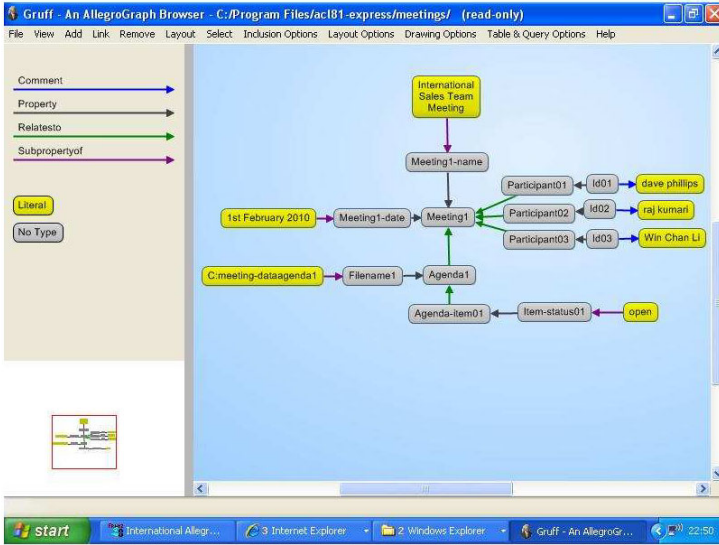 Gruff - An AllegroGraph Browser - C:/Program Files/acl81-express/meetings/ (read-only)
File View Add Link Remove Layout Select Inclusion Options Layout Options Drawing Options Table & Query Options Help
Comment
Property
Relatesto
Subpropertyof
Literal
No Type
International
Sales Team
Meeting
Meeting1-name
Participant01 Id01 dave phillips
1st February 2010 Meeting1-date Meeting1 Participant02 Id02 raj kumari
Participant03 Id03 Win Chan Li
C:meeting-dataagenda1 Filename1 Agenda1
Agenda-item01 Item-status01 open
start International Allegr... 3 Internet Explorer 2 Windows Explorer Gruff - An AllegroGr... 22:50